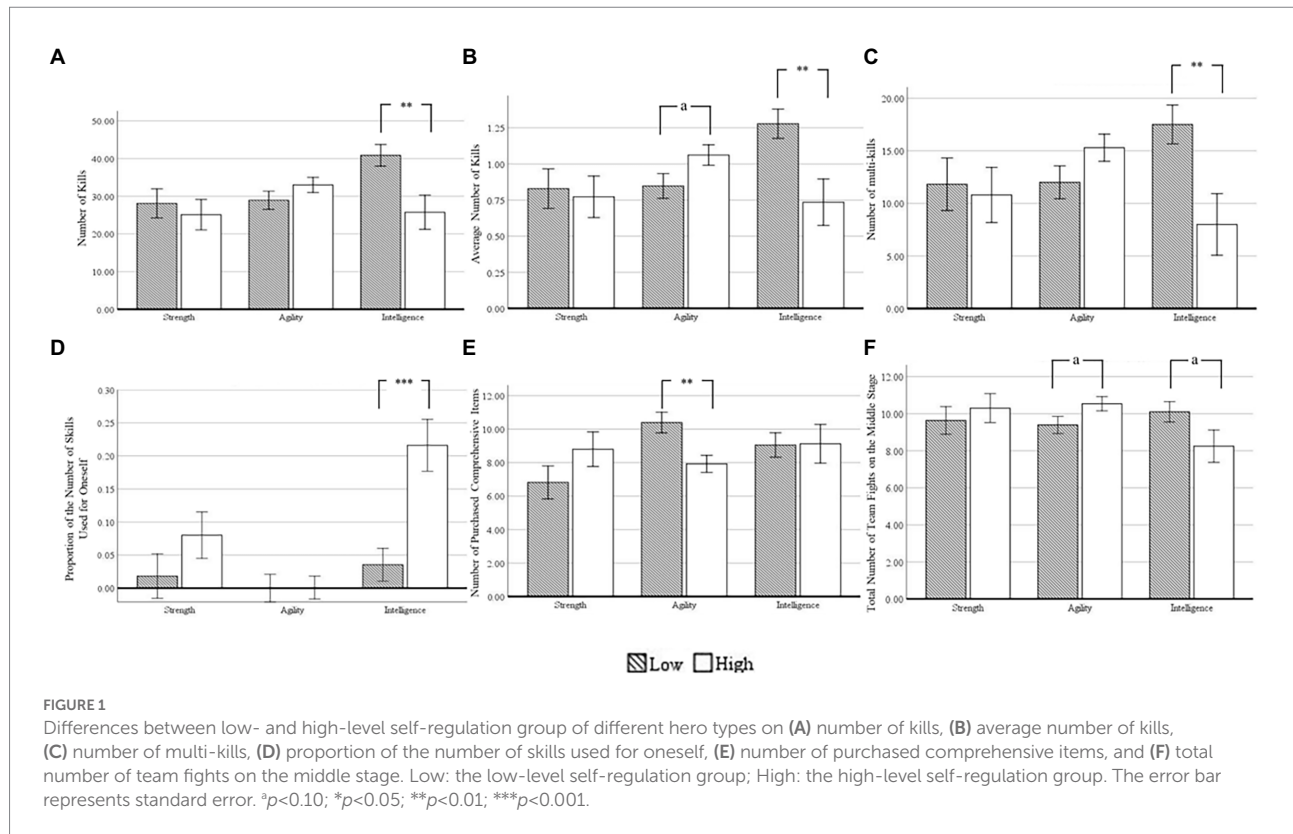 A
Number of Kills
50.00
40.00
30.00
20.00
10.00
0.00
**
Strength
Agility
Intelligence
B
Average Number of Kills
1.25
1.00
0.75
0.50
0.25
0.00
a
**
Strength
Agility
Intelligence
C
Number of multi-kills
20.00
15.00
10.00
5.00
0.00
**
Strength
Agility
Intelligence
D
Proportion of the Number of Skills
Used for Oneself
0.30
0.25
0.20
0.15
0.10
0.05
0.00
***
Strength
Agility
Intelligence
E
Number of Purchased Comprehensive Items
12.00
10.00
8.00
6.00
4.00
2.00
0.00
**
Strength
Agility
Intelligence
F
Total Number of Team Fights on the Middle Stage
12.00
10.00
8.00
6.00
4.00
2.00
0.00
a
a
Strength
Agility
Intelligence
Low High
FIGURE 1
Differences between low- and high-level self-regulation group of different hero types on (A) number of kills, (B) average number of kills,
(C) number of multi-kills, (D) proportion of the number of skills used for oneself, (E) number of purchased comprehensive items, and (F) total
number of team fights on the middle stage. Low: the low-level self-regulation group; High: the high-level self-regulation group. The error bar
represents standard error. ᵃp<0.10; *p<0.05; **p<0.01; ***p<0.001.